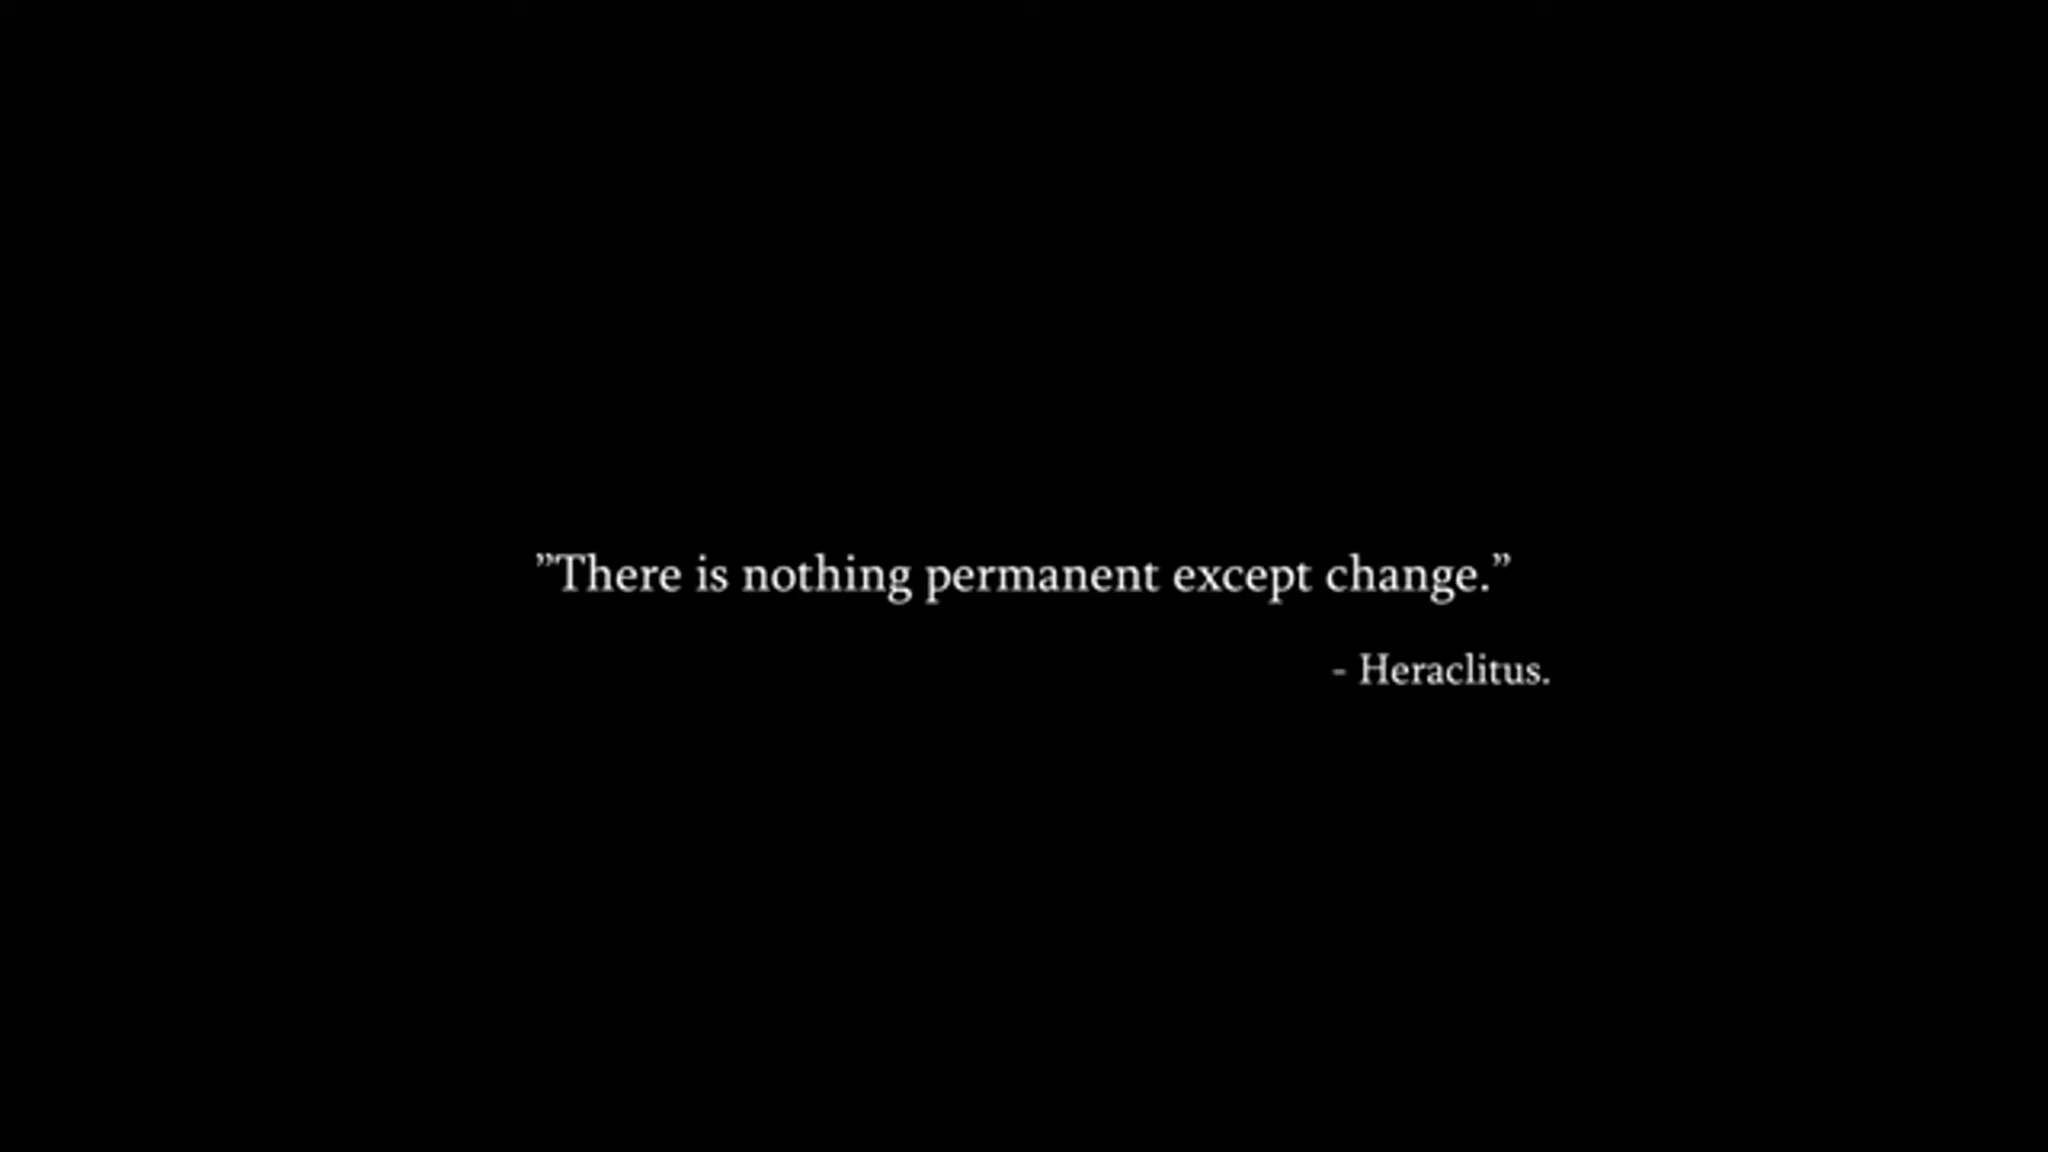 ”There is nothing permanent except change.”
- Heraclitus.